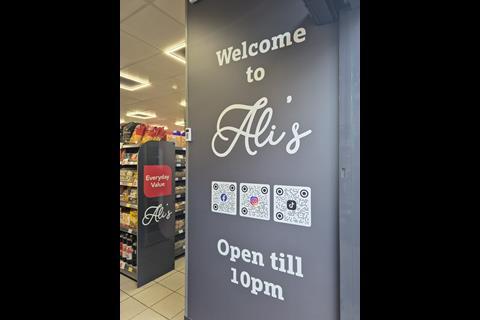 Welcome
to
Ali's
Open till
10pm
Everyday
Value
Ali's